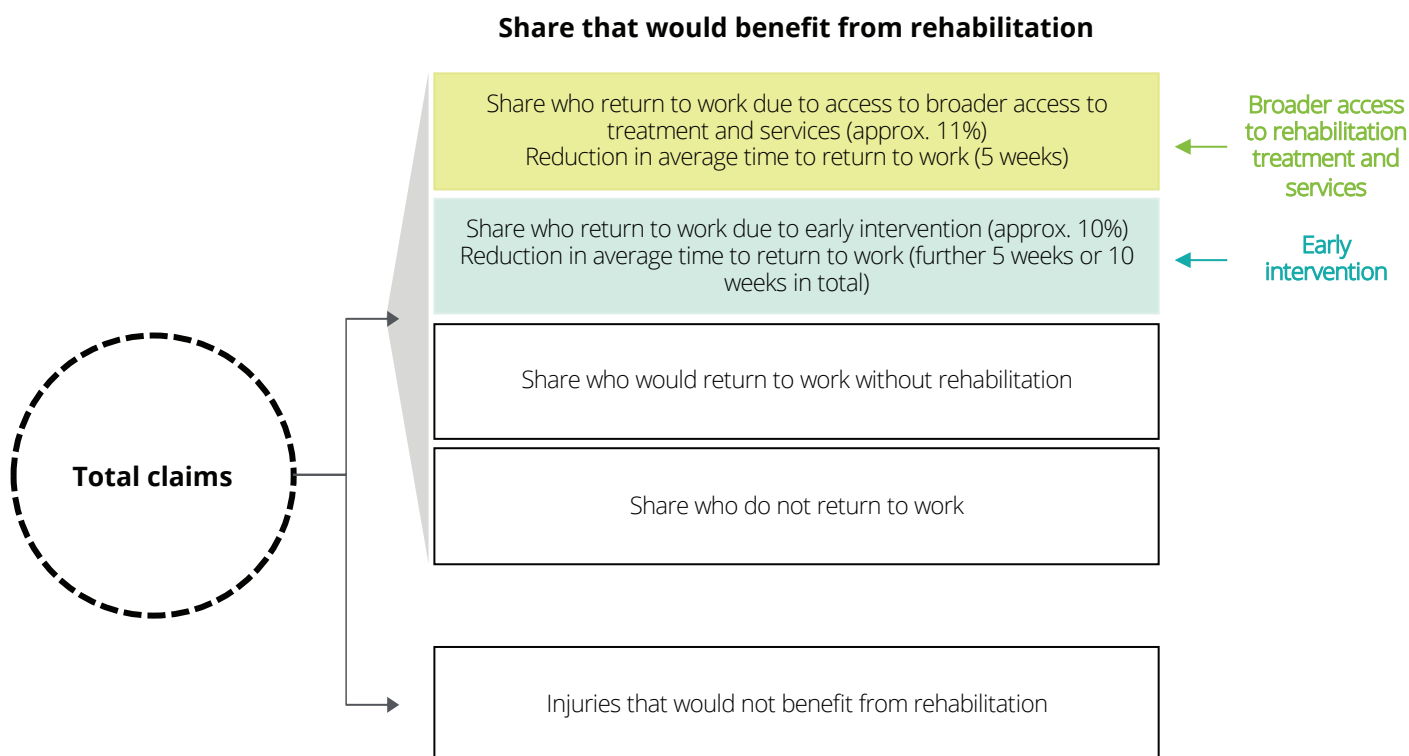 Share that would benefit from rehabilitation
Share who return to work due to access to broader access to
treatment and services (approx. 11%)
Reduction in average time to return to work (5 weeks)
Broader access
to rehabilitation
treatment and
services
Share who return to work due to early intervention (approx. 10%)
Reduction in average time to return to work (further 5 weeks or 10
weeks in total)
Early
intervention
Share who would return to work without rehabilitation
Total claims
Share who do not return to work
Injuries that would not benefit from rehabilitation